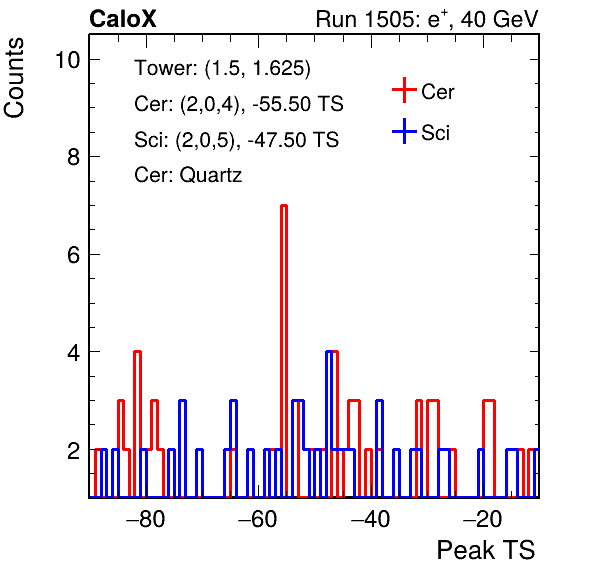 CaloX
Run 1505: e+, 40 GeV
Counts
Tower: (1.5, 1.625)
Cer: (2,0,4), -55.50 TS
Sci: (2,0,5), -47.50 TS
Cer: Quartz
Cer
Sci
10
8
6
4
2
−80 −60 −40 −20
Peak TS